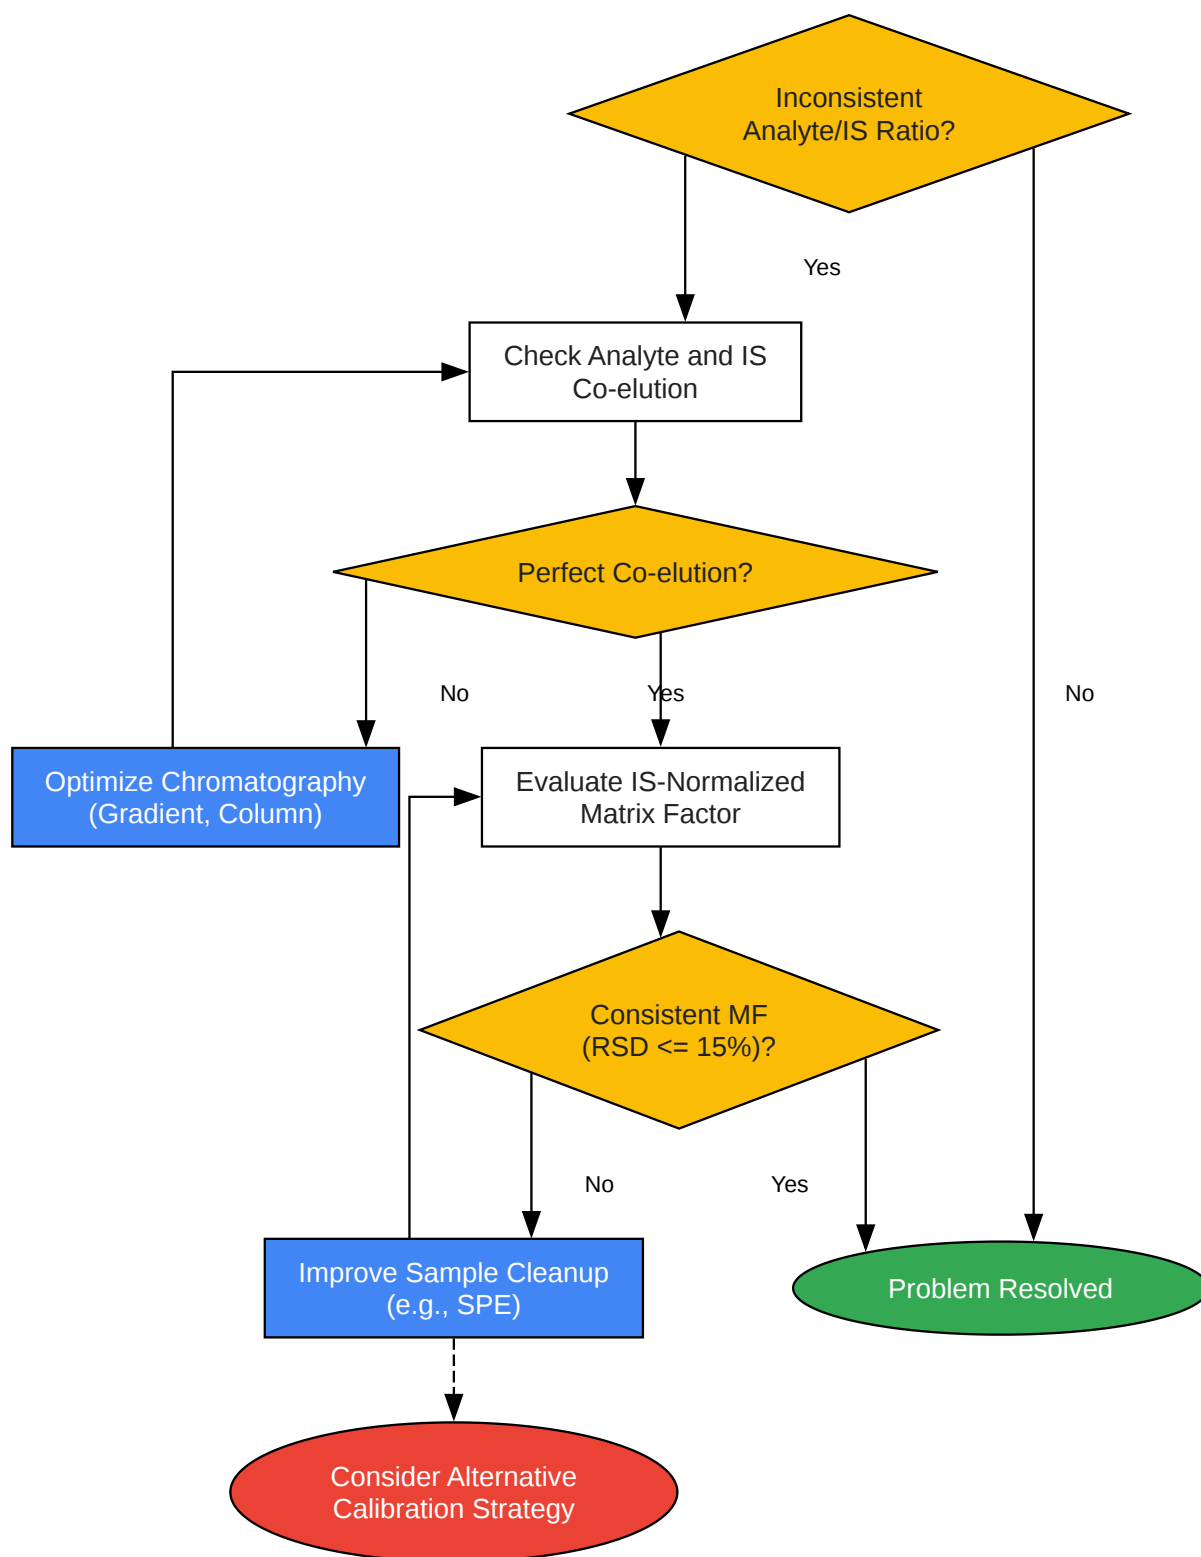 Inconsistent
Analyte/IS Ratio?
Yes
Check Analyte and IS
Co-elution
Perfect Co-elution?
No
Yes
No
Optimize Chromatography
(Gradient, Column)
Evaluate IS-Normalized
Matrix Factor
Consistent MF
(RSD <= 15%)?
No
Yes
Improve Sample Cleanup
(e.g., SPE)
Problem Resolved
Consider Alternative
Calibration Strategy